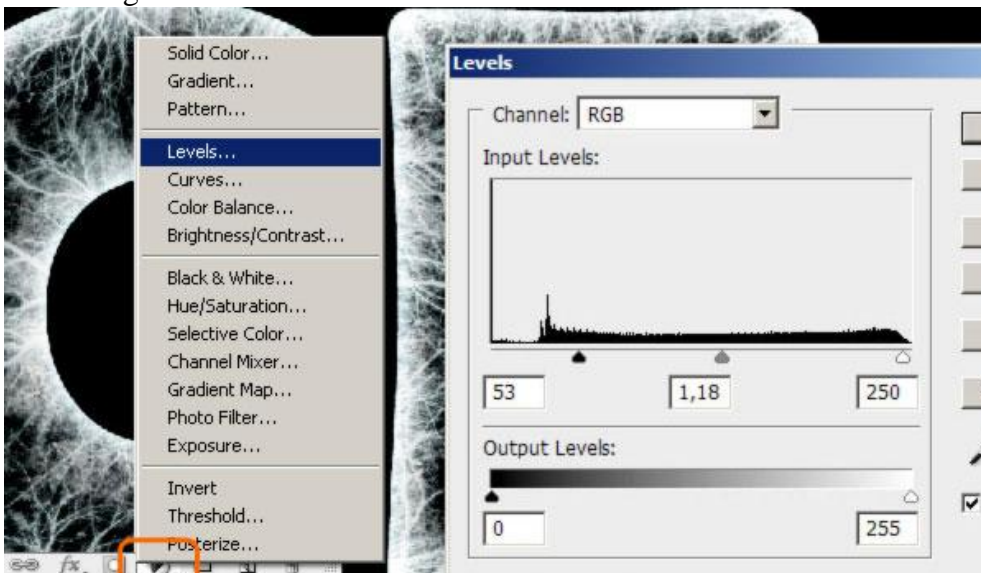 Solid Color...
Gradient...
Pattern...
Levels...
Curves...
Color Balance...
Brightness/Contrast...
Black & White...
Hue/Saturation...
Selective Color...
Channel Mixer...
Gradient Map...
Photo Filter...
Exposure...
Invert
Threshold...
Posterize...
fx.
Levels
Channel: RGB
Input Levels:
53 1,18 250
Output Levels:
0 255